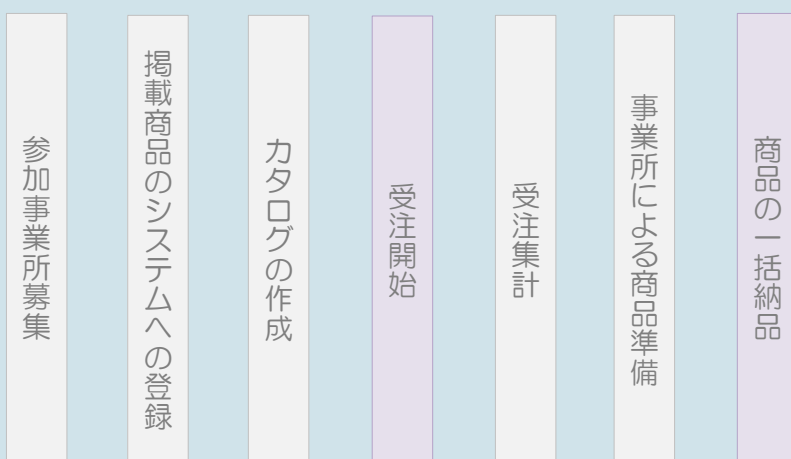 参加事業所募集
掲載商品のシステムへの登録
カタログの作成
受注開始
受注集計
事業所による商品準備
商品の一括納品